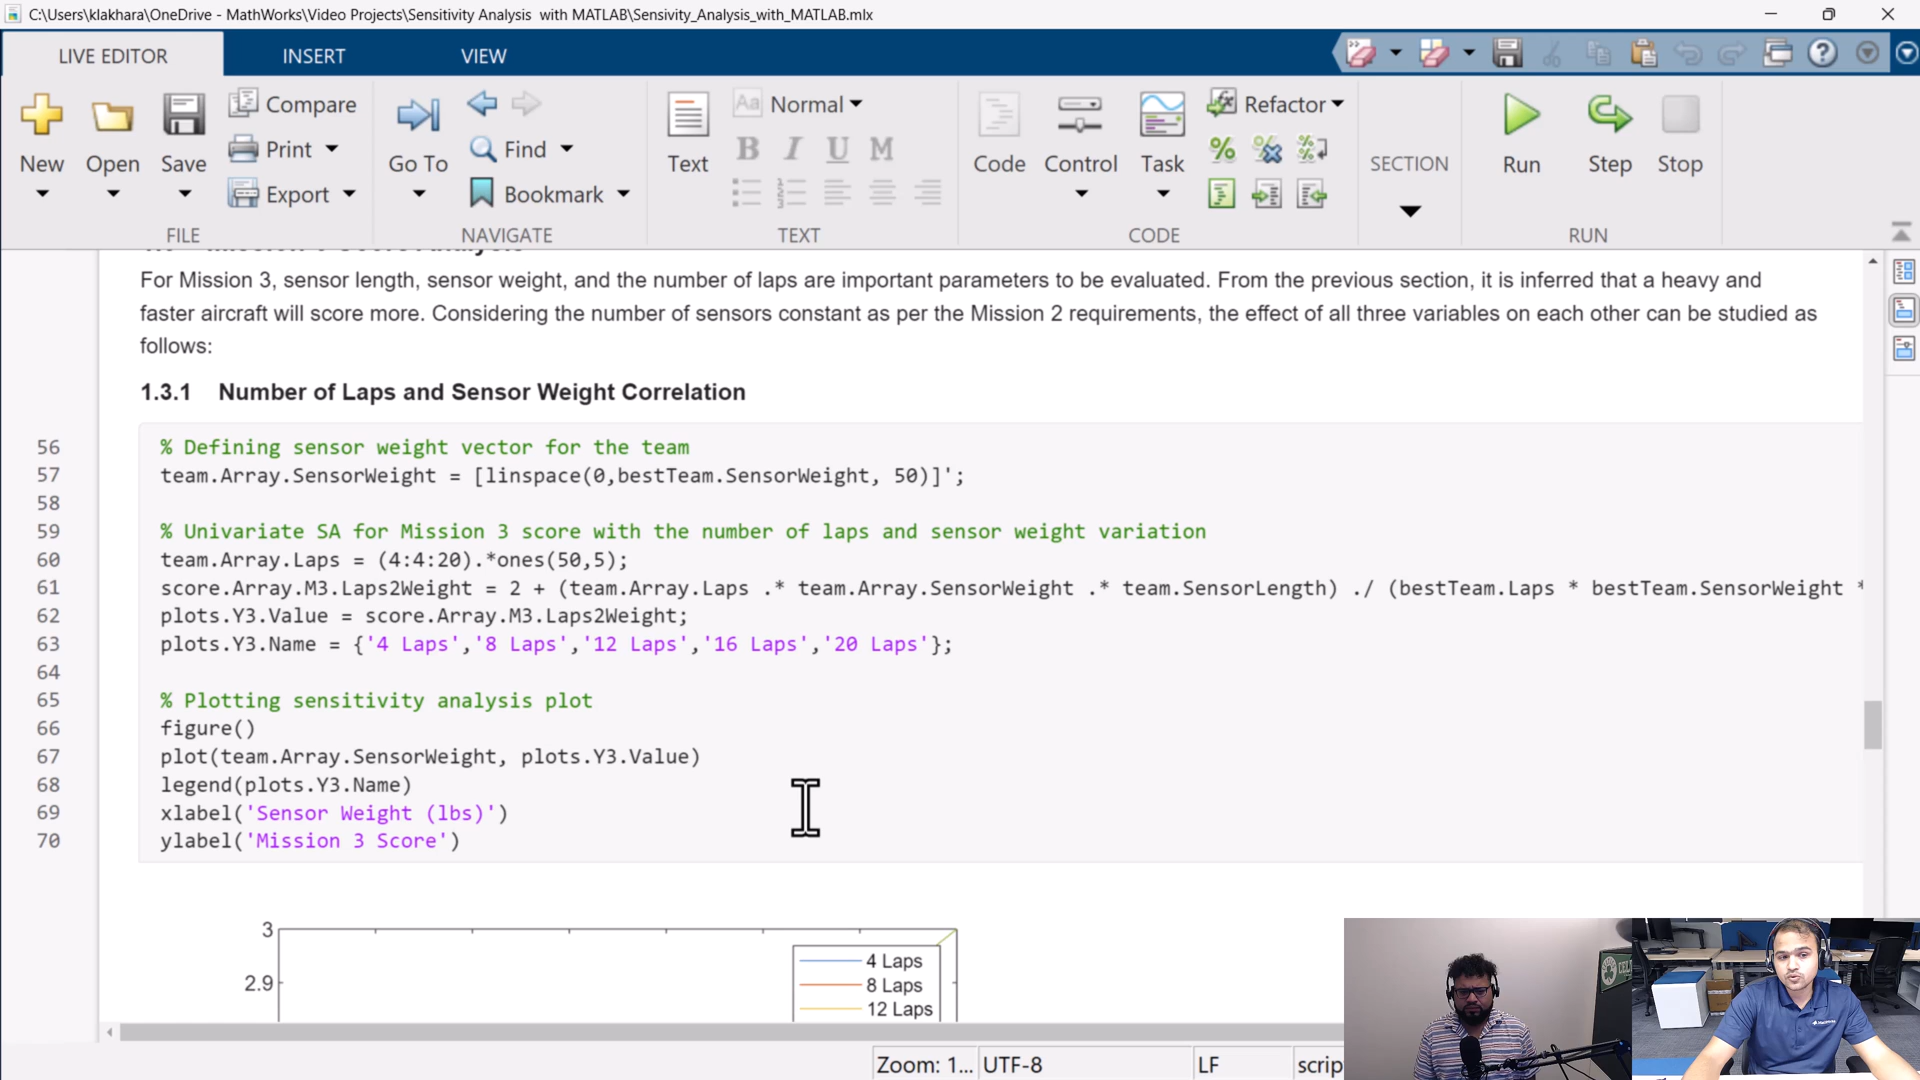 C:\Users\klakhara\OneDrive - MathWorks\Video Projects\Sensitivity Analysis  with MATLAB\Sensivity_Analysis_with_MATLAB.mlx
LIVE EDITOR INSERT VIEW
New Open Save Compare Print Export
Go To Find Bookmark
Text Aa Normal B I U M
Code Control Task Refactor
SECTION
Run Step Stop
FILE NAVIGATE TEXT CODE RUN
For Mission 3, sensor length, sensor weight, and the number of laps are important parameters to be evaluated. From the previous section, it is inferred that a heavy and
faster aircraft will score more. Considering the number of sensors constant as per the Mission 2 requirements, the effect of all three variables on each other can be studied as
follows:
1.3.1 Number of Laps and Sensor Weight Correlation
56 % Defining sensor weight vector for the team
57 team.Array.SensorWeight = [linspace(0,bestTeam.SensorWeight, 50)]';
58
59 % Univariate SA for Mission 3 score with the number of laps and sensor weight variation
60 team.Array.Laps = (4:4:20).*ones(50,5);
61 score.Array.M3.Laps2Weight = 2 + (team.Array.Laps .* team.Array.SensorWeight .* team.SensorLength) ./ (bestTeam.Laps * bestTeam.SensorWeight *
62 plots.Y3.Value = score.Array.M3.Laps2Weight;
63 plots.Y3.Name = {'4 Laps','8 Laps','12 Laps','16 Laps','20 Laps'};
64
65 % Plotting sensitivity analysis plot
66 figure()
67 plot(team.Array.SensorWeight, plots.Y3.Value)
68 legend(plots.Y3.Name)
69 xlabel('Sensor Weight (lbs)')
70 ylabel('Mission 3 Score')
3
2.9
4 Laps
8 Laps
12 Laps
Zoom: 1... UTF-8 LF script